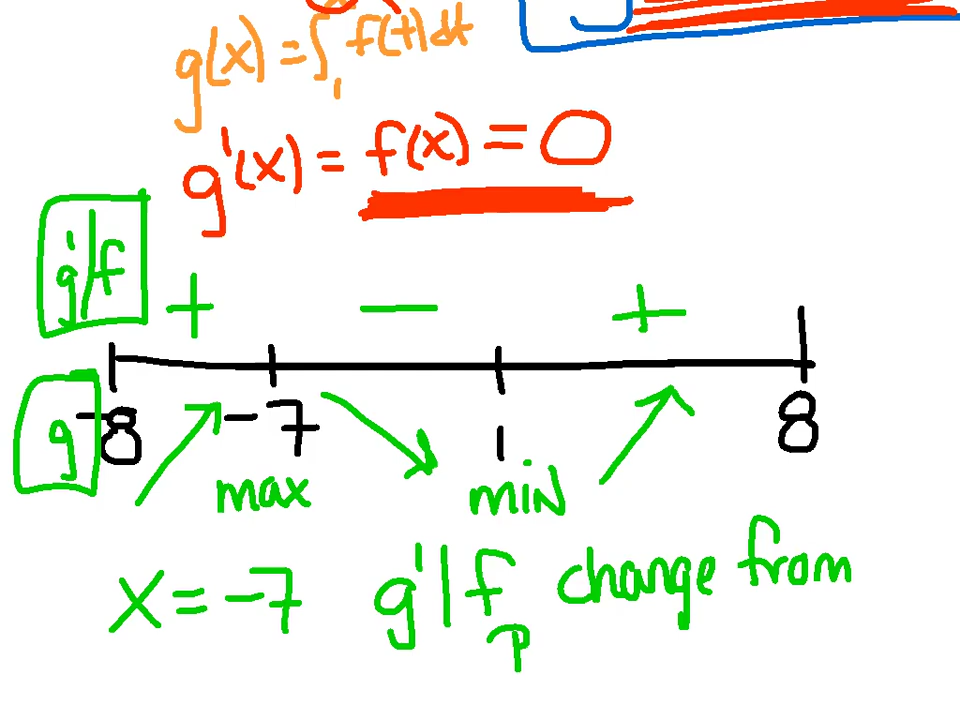 g(x) = ∫₁ f(t)dt
g'(x) = f(x) = 0
g'/f
+ − +
g -8 -7 1 8
max min
x = -7 g'/f change from
p